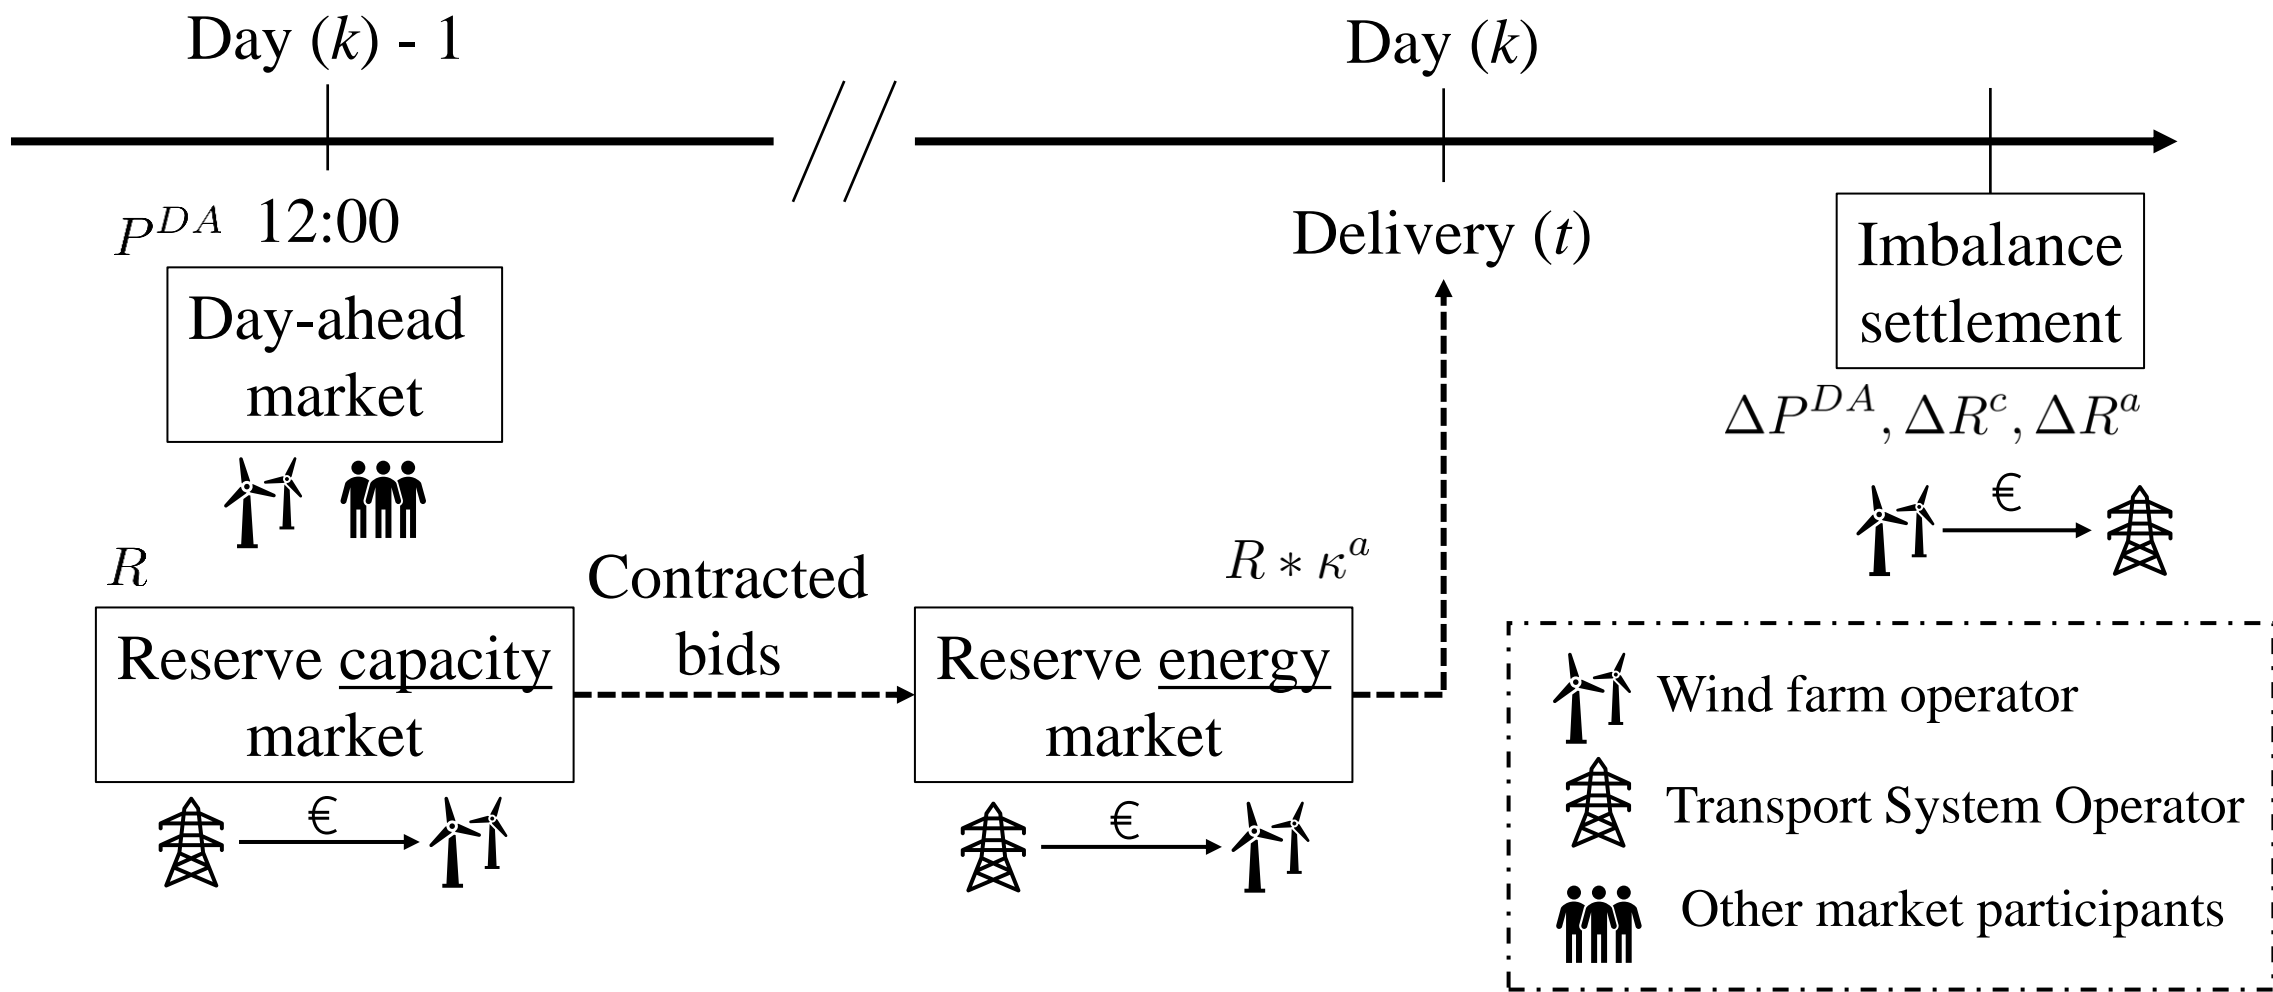 Day (k) - 1
Day (k)
P^{DA} 12:00
Delivery (t)
Day-ahead
market
Imbalance
settlement
ΔP^{DA}, ΔR^c, ΔR^a
€
R
Contracted
bids
R * κ^a
Reserve capacity
market
Reserve energy
market
€
€
Wind farm operator
Transport System Operator
Other market participants